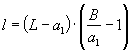 l = (L − a₁) · (B/a₁ − 1)